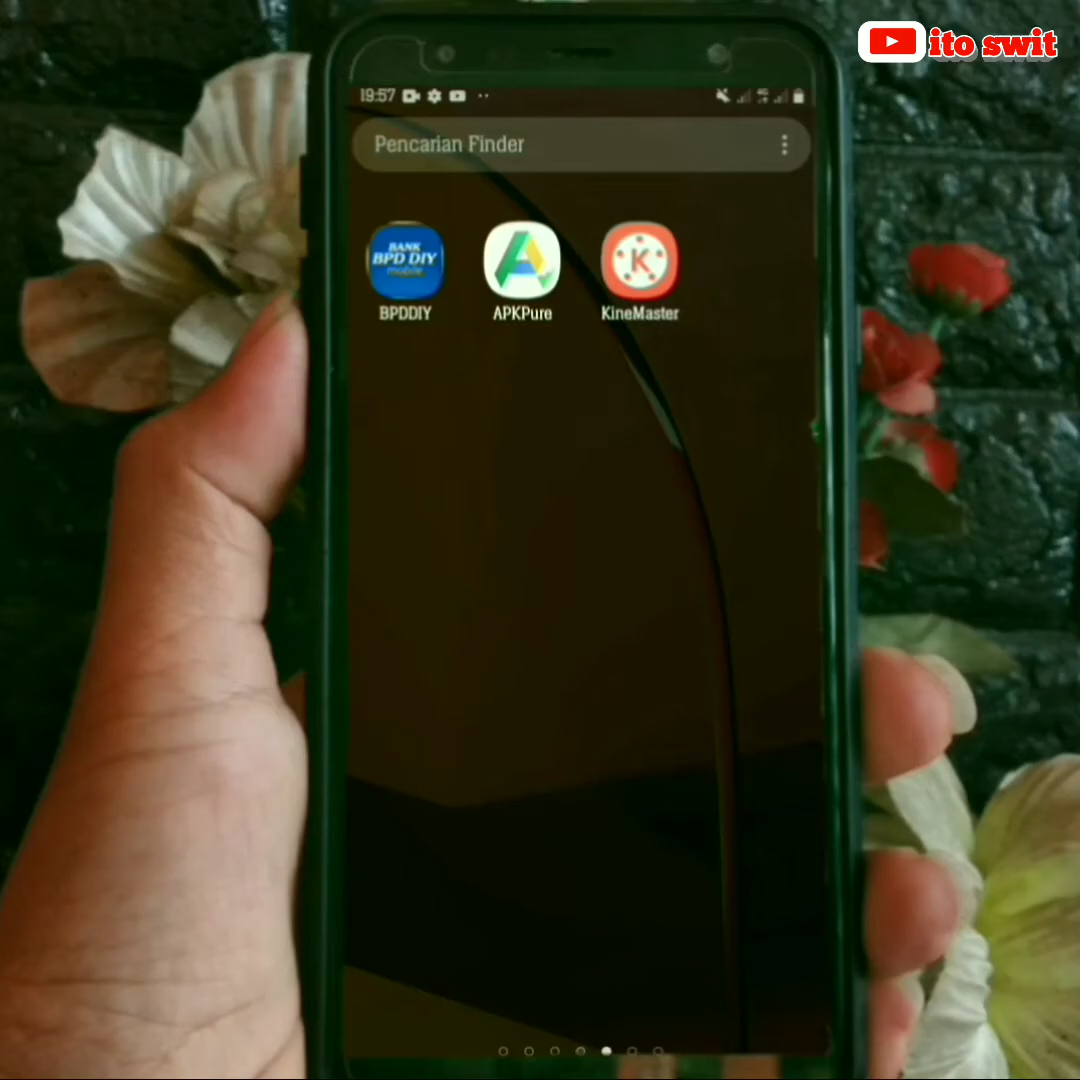 ito swit
19:57
Pencarian Finder
BANK
BPD DIY
mobile
K
BPDDIY
APKPure
KineMaster